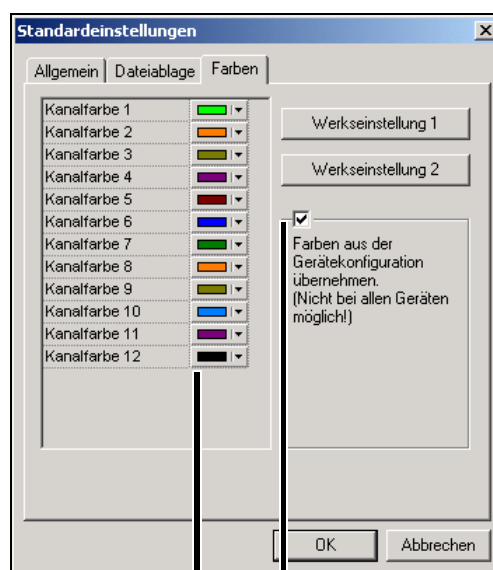 Standardeinstellungen
Allgemein
Dateiablage
Farben
Kanalfarbe 1
Kanalfarbe 2
Kanalfarbe 3
Kanalfarbe 4
Kanalfarbe 5
Kanalfarbe 6
Kanalfarbe 7
Kanalfarbe 8
Kanalfarbe 9
Kanalfarbe 10
Kanalfarbe 11
Kanalfarbe 12
Werkseinstellung 1
Werkseinstellung 2
Farben aus der
Gerätekonfiguration
übernehmen.
(Nicht bei allen Geräten
möglich!)
OK
Abbrechen